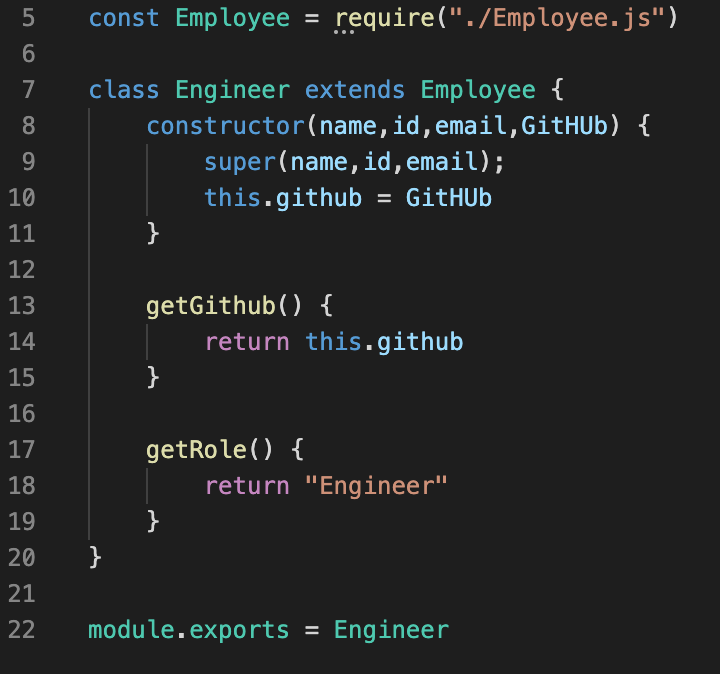 5 const Employee = require("./Employee.js")
6
7 class Engineer extends Employee {
8 constructor(name,id,email,GitHUb) {
9 super(name,id,email);
10 this.github = GitHUb
11 }
12
13 getGithub() {
14 return this.github
15 }
16
17 getRole() {
18 return "Engineer"
19 }
20 }
21
22 module.exports = Engineer